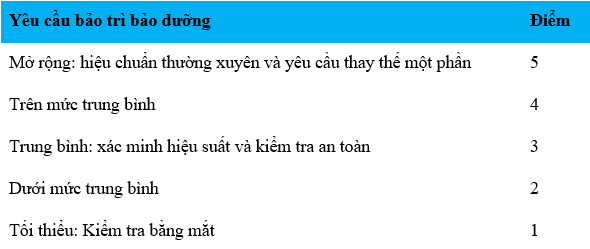 Yêu cầu bảo trì bảo dưỡng Điểm
Mở rộng: hiệu chuẩn thường xuyên và yêu cầu thay thế một phần 5
Trên mức trung bình 4
Trung bình: xác minh hiệu suất và kiểm tra an toàn 3
Dưới mức trung bình 2
Tối thiểu: Kiểm tra bằng mắt 1